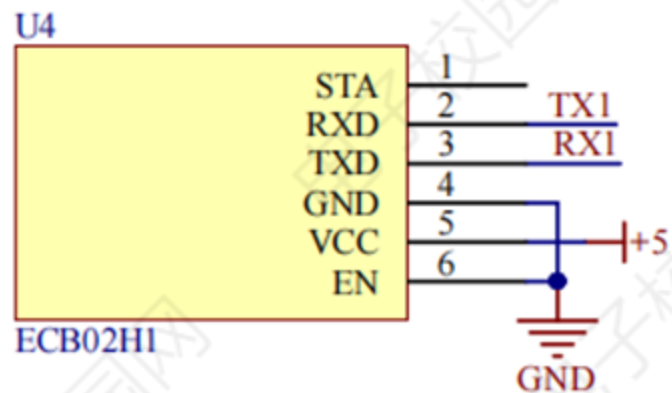 U4
STA 1
RXD 2 TX1
TXD 3 RX1
GND 4
VCC 5 +5
EN 6
ECB02H1
GND